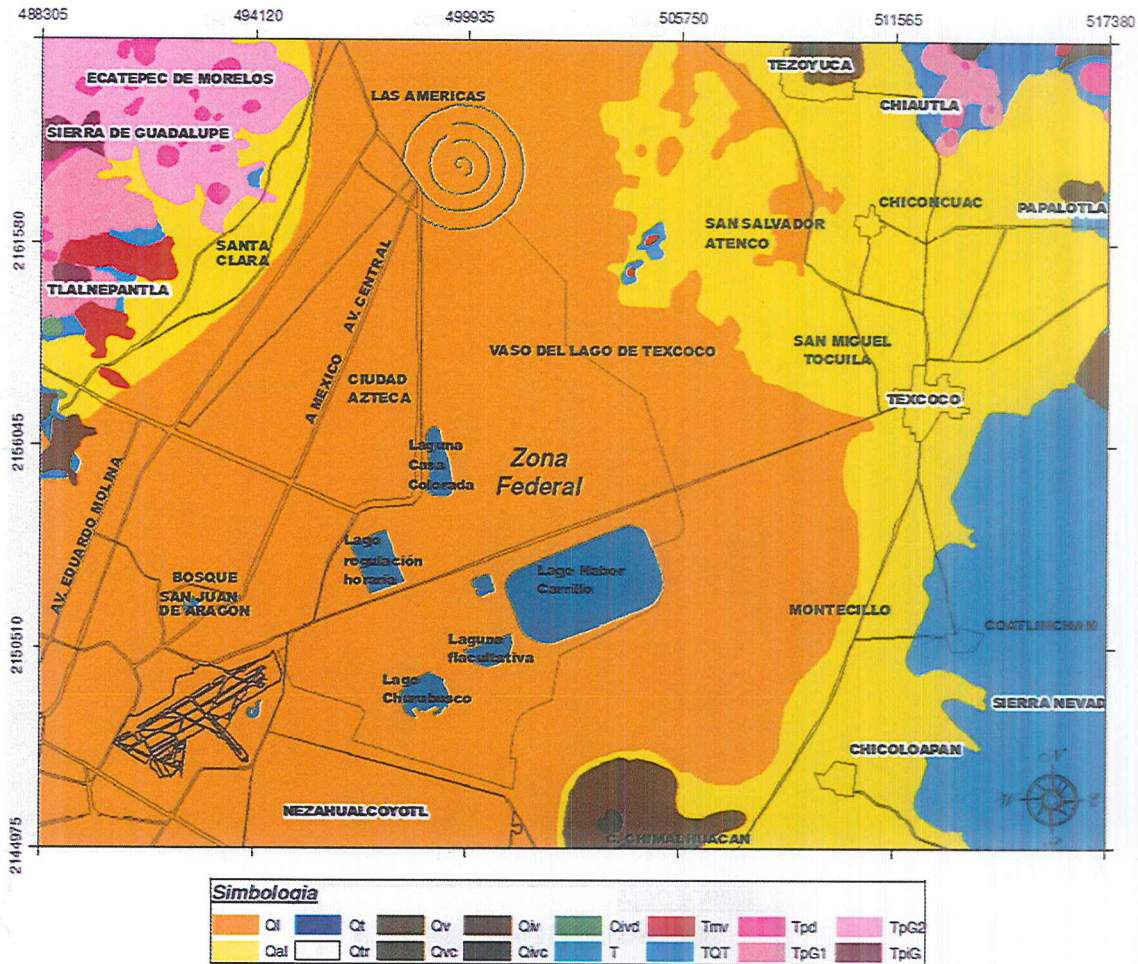 488305 494120 499935 505750 511565 517380
ECATEPEC DE MORELOS
TEZOYUCA
LAS AMERICAS
CHIAUTLA
SIERRA DE GUADALUPE
CHICONCUAC
PAPALOTLA
SAN SALVADOR
ATENCO
2161580
SANTA
CLARA
AV. CENTRAL
TLALNEPANTLA
SAN MIGUEL
TOCUILA
VASO DEL LAGO DE TEXCOCO
A MEXICO
CIUDAD
AZTECA
TEXCOCO
2156045
Laguna
Casa
Colorada
Zona
Federal
AV. EDUARDO MOLINA
Lago
regulación
horaria
Lago Nabor
Carrillo
BOSQUE
SAN JUAN
DE ARAGON
MONTECILLO
COATLINCHAN
2150510
Laguna
flacultativa
Lago
Churubusco
SIERRA NEVAD
CHICOLOAPAN
NEZAHUALCOYOTL
C. CHIMALHUACAN
2144975
Simbologia
Ql Qt Qv Qiv Qivd Tmv Tpd TpG2
Qal Qtr Qvc Qivc T TQT TpG1 TpiG